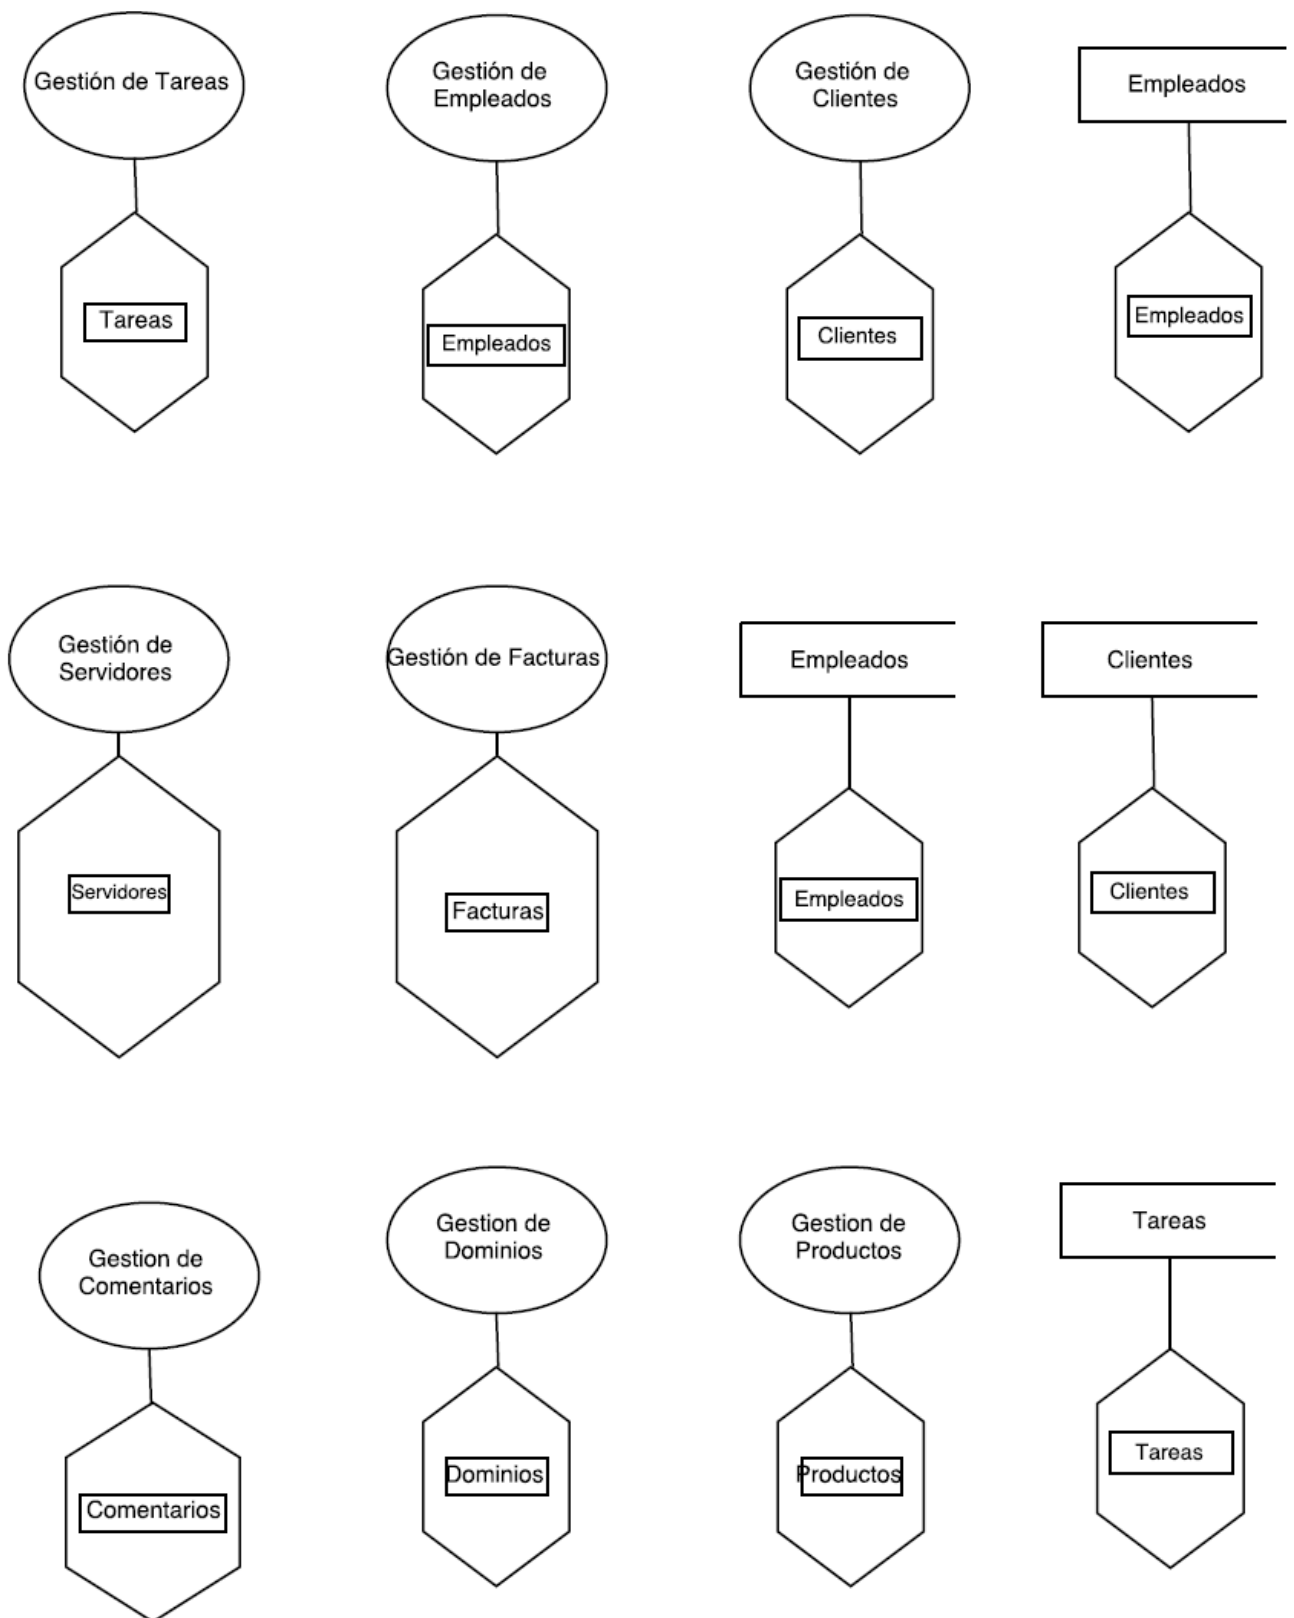 Gestión de Tareas
Gestión de
Empleados
Gestión de
Clientes
Empleados
Tareas
Empleados
Clientes
Empleados
Gestión de
Servidores
Gestión de Facturas
Empleados
Clientes
Servidores
Facturas
Empleados
Clientes
Gestion de
Comentarios
Gestion de
Dominios
Gestion de
Productos
Tareas
Comentarios
Dominios
Productos
Tareas